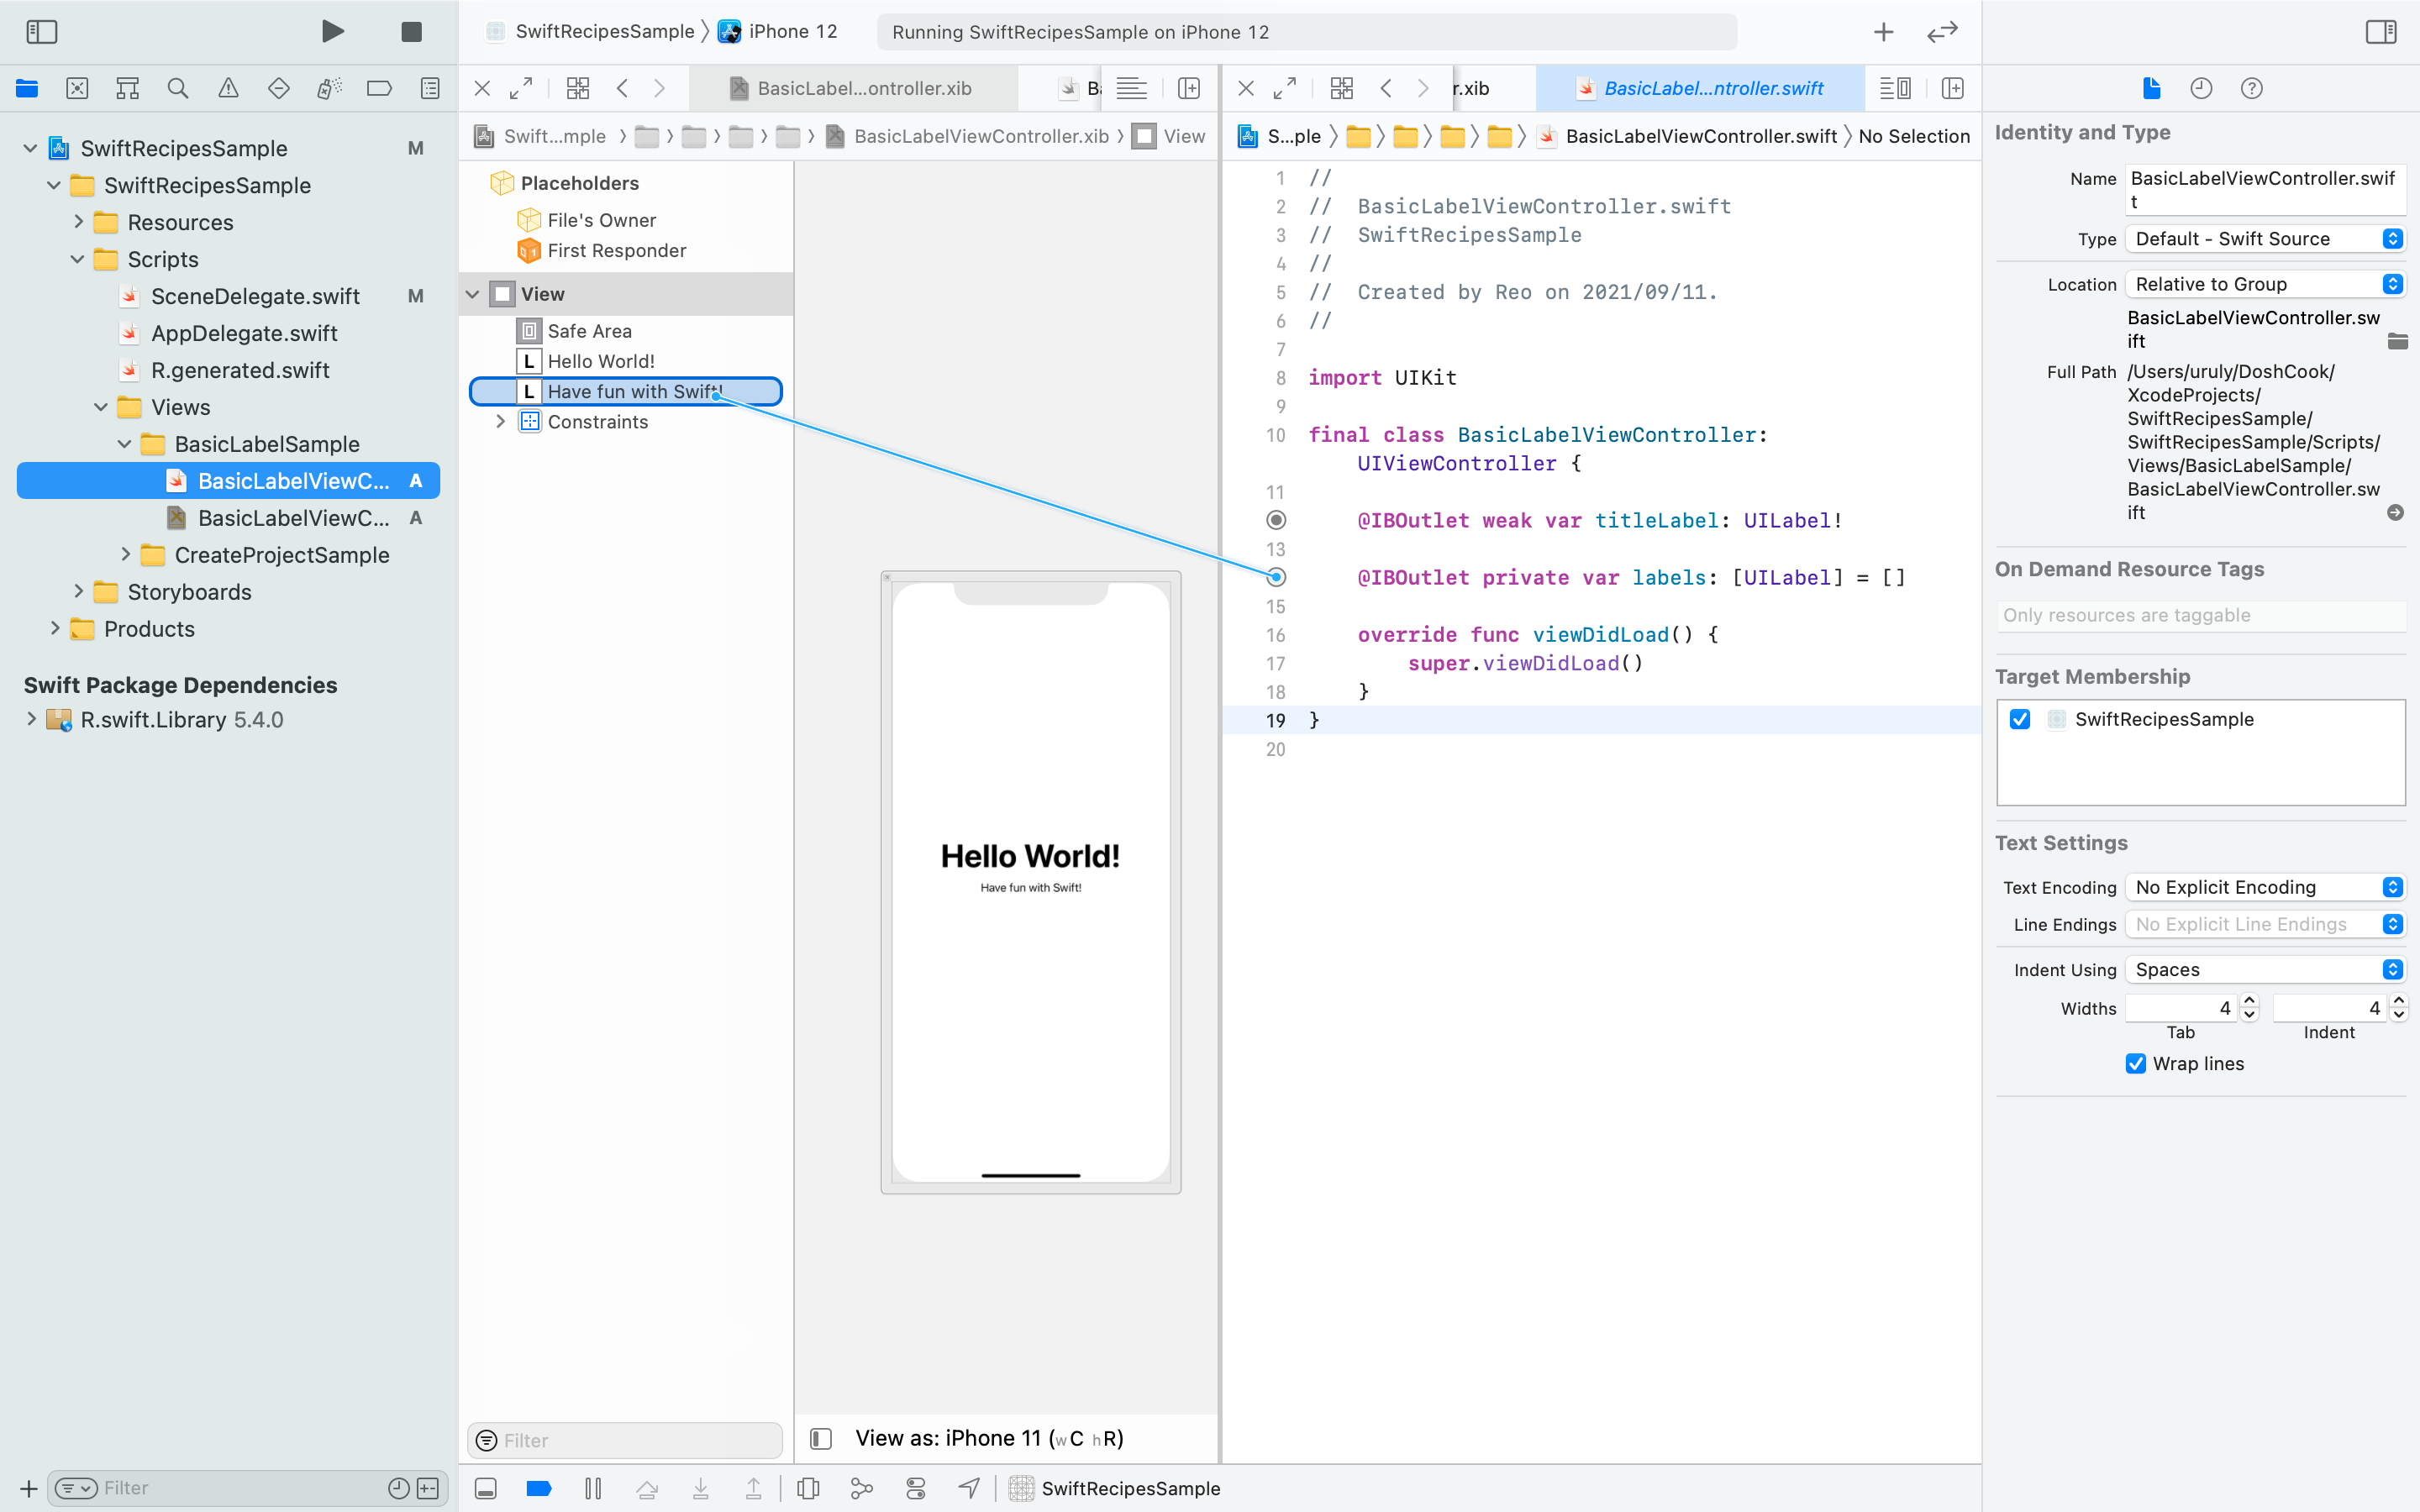 SwiftRecipesSample
iPhone 12
Running SwiftRecipesSample on iPhone 12
BasicLabel...ontroller.xib
r.xib
BasicLabel...ntroller.swift
SwiftRecipesSample M
SwiftRecipesSample
Resources
Scripts
SceneDelegate.swift M
AppDelegate.swift
R.generated.swift
Views
BasicLabelSample
BasicLabelViewC... A
BasicLabelViewC... A
CreateProjectSample
Storyboards
Products
Swift Package Dependencies
R.swift.Library 5.4.0
Filter
Swift...mple
BasicLabelViewController.xib
View
Placeholders
File's Owner
First Responder
View
Safe Area
L Hello World!
L Have fun with Swift!
Constraints
Filter
Hello World!
Have fun with Swift!
View as: iPhone 11 (wC hR)
SwiftRecipesSample
S...ple
BasicLabelViewController.swift
No Selection
1 //
2 //  BasicLabelViewController.swift
3 //  SwiftRecipesSample
4 //
5 //  Created by Reo on 2021/09/11.
6 //
7
8 import UIKit
9
10 final class BasicLabelViewController:
UIViewController {
11
@IBOutlet weak var titleLabel: UILabel!
13
@IBOutlet private var labels: [UILabel] = []
15
16 override func viewDidLoad() {
17 super.viewDidLoad()
18 }
19 }
20
Identity and Type
Name BasicLabelViewController.swif
t
Type Default - Swift Source
Location Relative to Group
BasicLabelViewController.sw
ift
Full Path /Users/uruly/DoshCook/
XcodeProjects/
SwiftRecipesSample/
SwiftRecipesSample/Scripts/
Views/BasicLabelSample/
BasicLabelViewController.sw
ift
On Demand Resource Tags
Only resources are taggable
Target Membership
SwiftRecipesSample
Text Settings
Text Encoding No Explicit Encoding
Line Endings No Explicit Line Endings
Indent Using Spaces
Widths 4 4
Tab Indent
Wrap lines